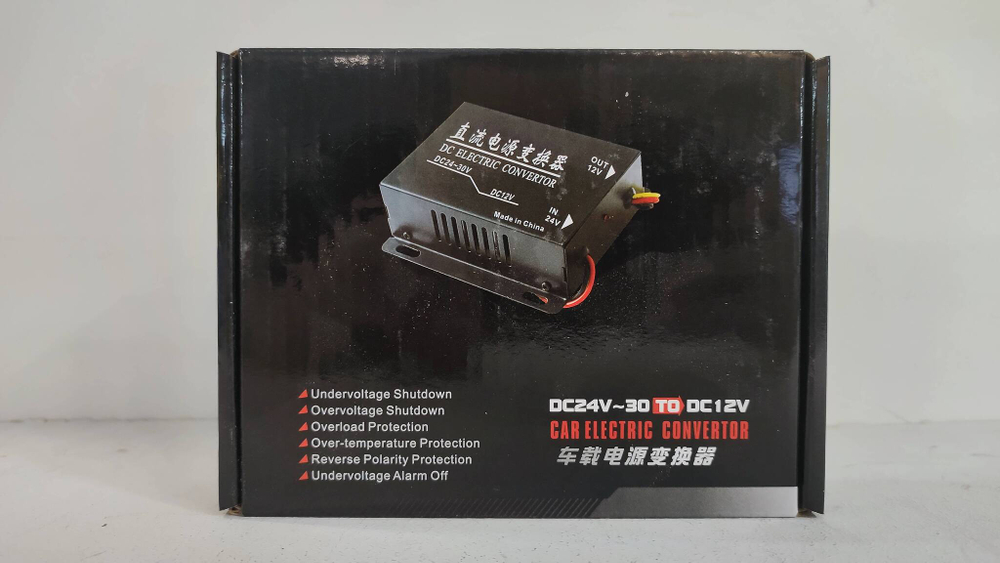 直流电源变换器
DC ELECTRIC CONVERTOR
DC24~30V
DC12V
OUT
12V
IN
24V
Made in China
Undervoltage Shutdown
Overvoltage Shutdown
Overload Protection
Over-temperature Protection
Reverse Polarity Protection
Undervoltage Alarm Off
DC24V~30 TO DC12V
CAR ELECTRIC CONVERTOR
车载电源变换器